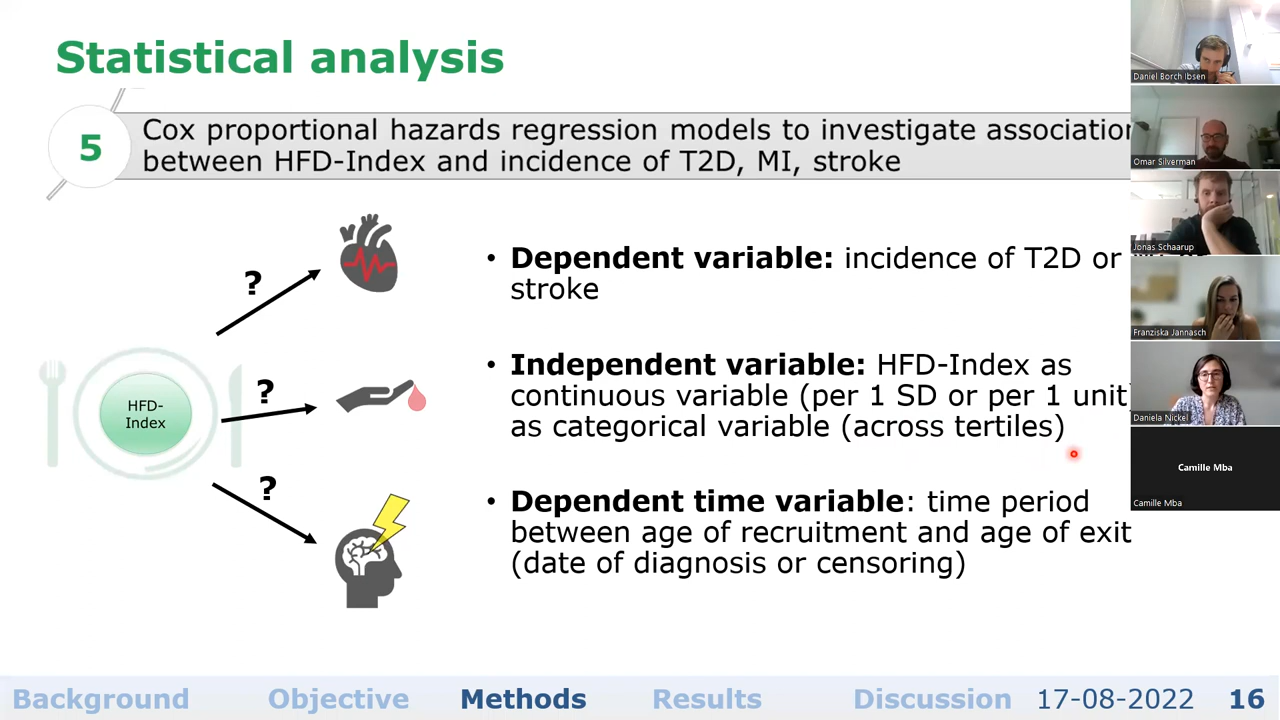 Statistical analysis
5
Cox proportional hazards regression models to investigate association
between HFD-Index and incidence of T2D, MI, stroke
?
?
?
HFD-
Index
• Dependent variable: incidence of T2D or
stroke
• Independent variable: HFD-Index as
continuous variable (per 1 SD or per 1 unit)
as categorical variable (across tertiles)
• Dependent time variable: time period
between age of recruitment and age of exit
(date of diagnosis or censoring)
Background Objective Methods Results Discussion 17-08-2022 16
Daniel Borch Ibsen
Omar Silverman
Jonas Schaarup
Franziska Jannasch
Daniela Nickel
Camille Mba
Camille Mba